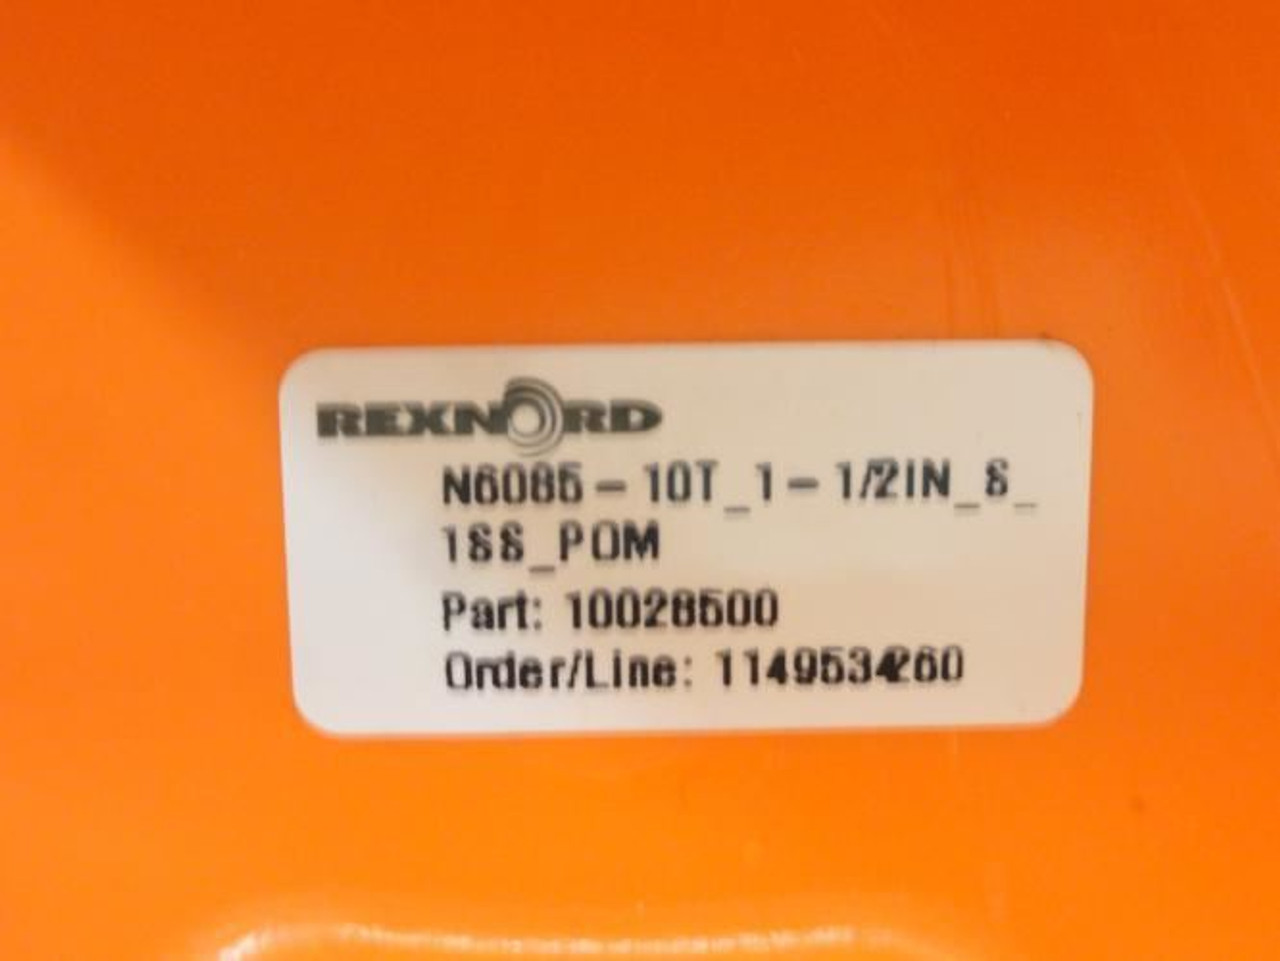 REXNORD
N6085-10T_1-1/2IN_S_
1SS_POM
Part: 10028500
Order/Line: 1149534260